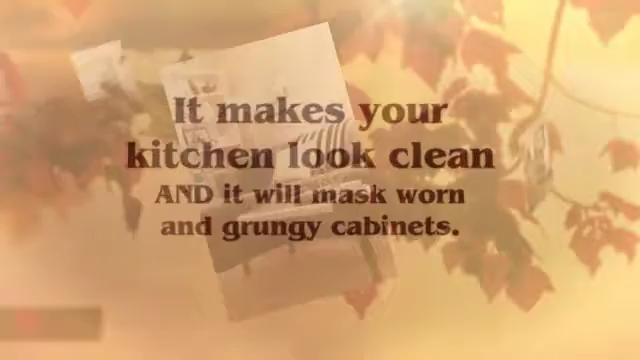 It makes your
kitchen look clean
AND it will mask worn
and grungy cabinets.